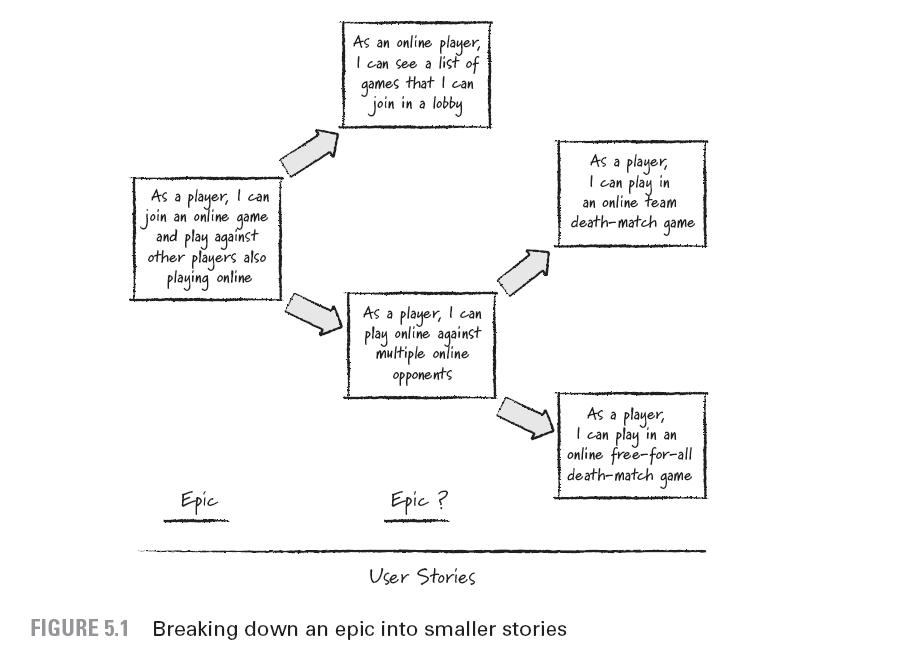 As an online player,
I can see a list of
games that I can
join in a lobby
As a player,
I can play in
an online team
death-match game
As a player, I can
join an online game
and play against
other players also
playing online
As a player, I can
play online against
multiple online
opponents
As a player,
I can play in an
online free-for-all
death-match game
Epic
Epic ?
User Stories
FIGURE 5.1 Breaking down an epic into smaller stories